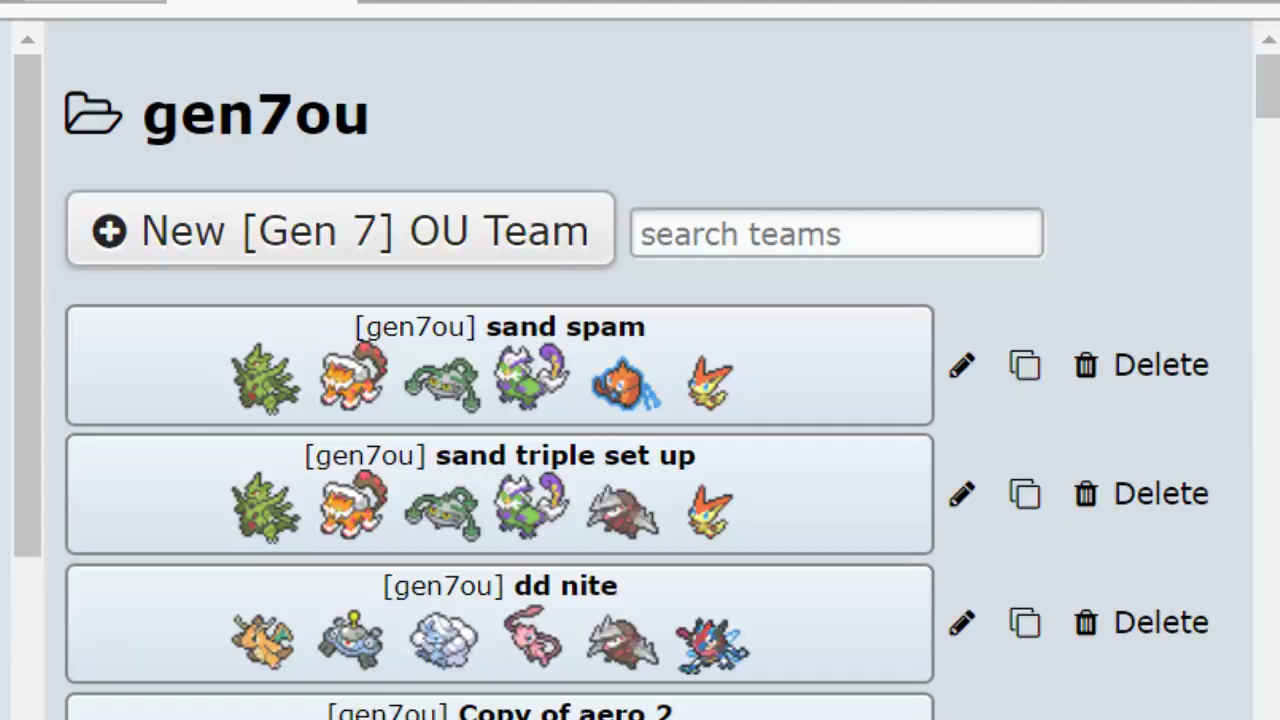 gen7ou
New [Gen 7] OU Team
search teams
[gen7ou] sand spam
Delete
[gen7ou] sand triple set up
Delete
[gen7ou] dd nite
Delete
[gen7ou] Copy of aero 2